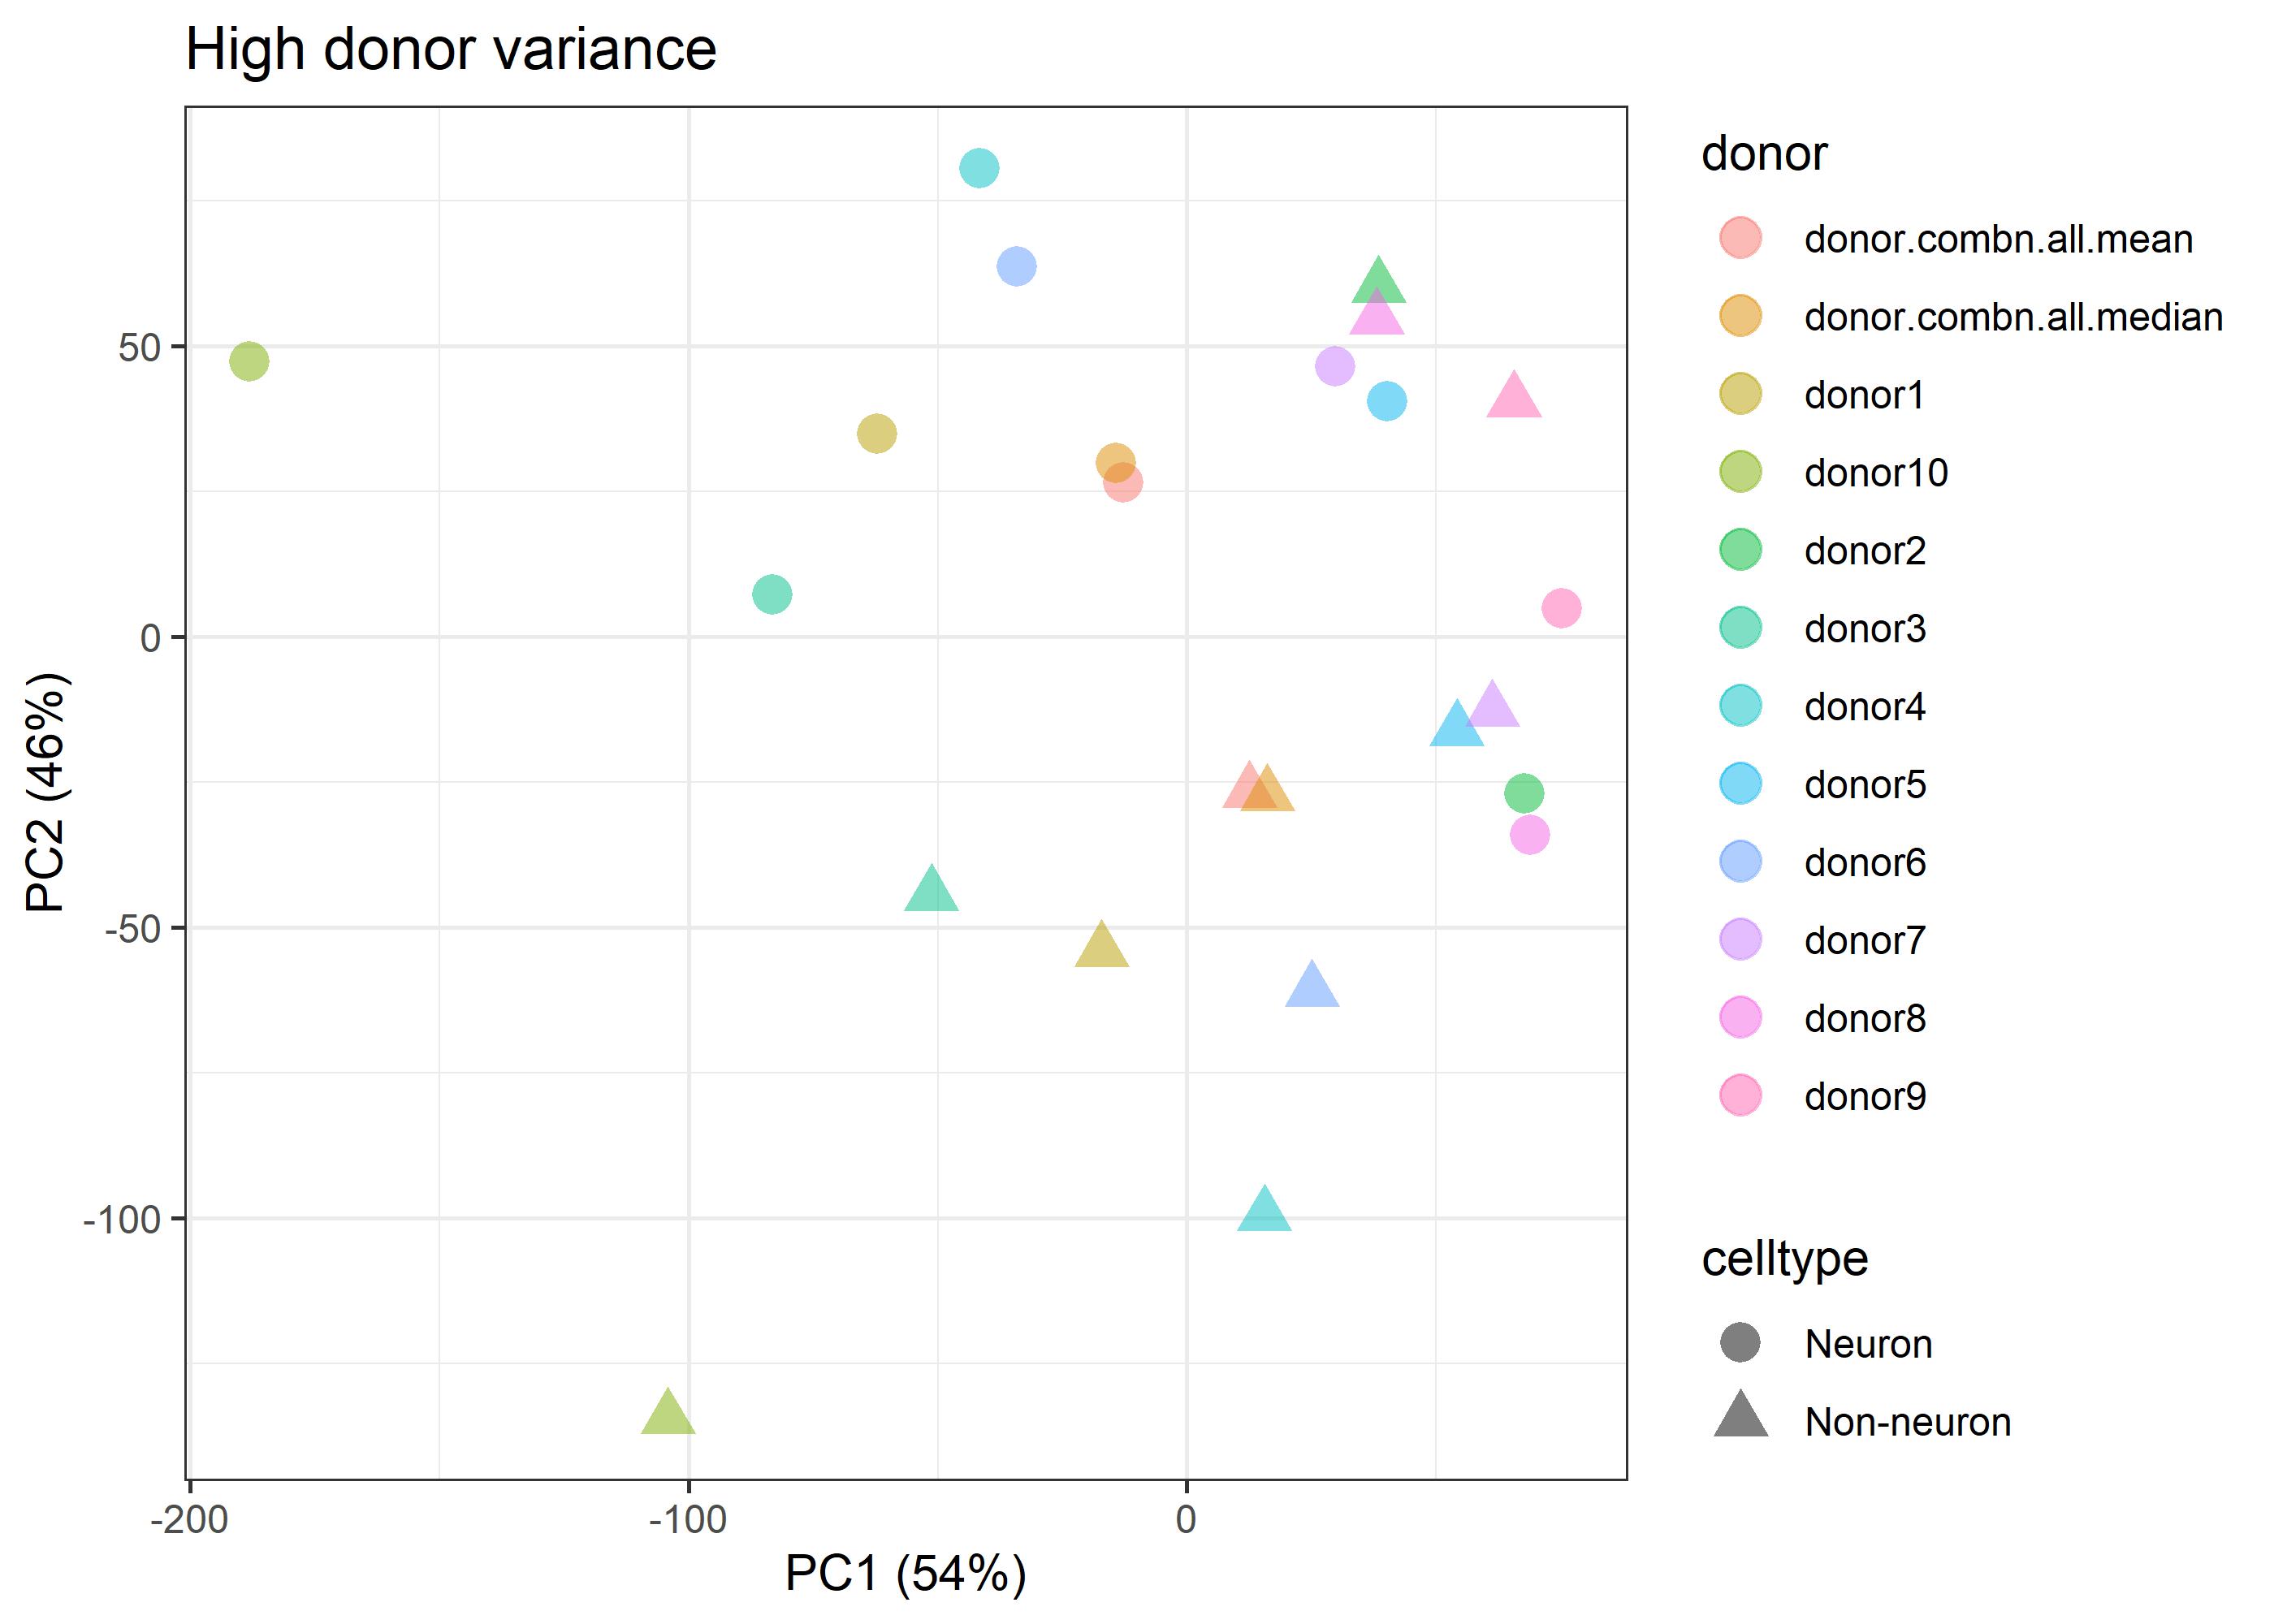 High donor variance
PC2 (46%)
50
0
-50
-100
-200
-100
0
PC1 (54%)
donor
donor.combn.all.mean
donor.combn.all.median
donor1
donor10
donor2
donor3
donor4
donor5
donor6
donor7
donor8
donor9
celltype
Neuron
Non-neuron